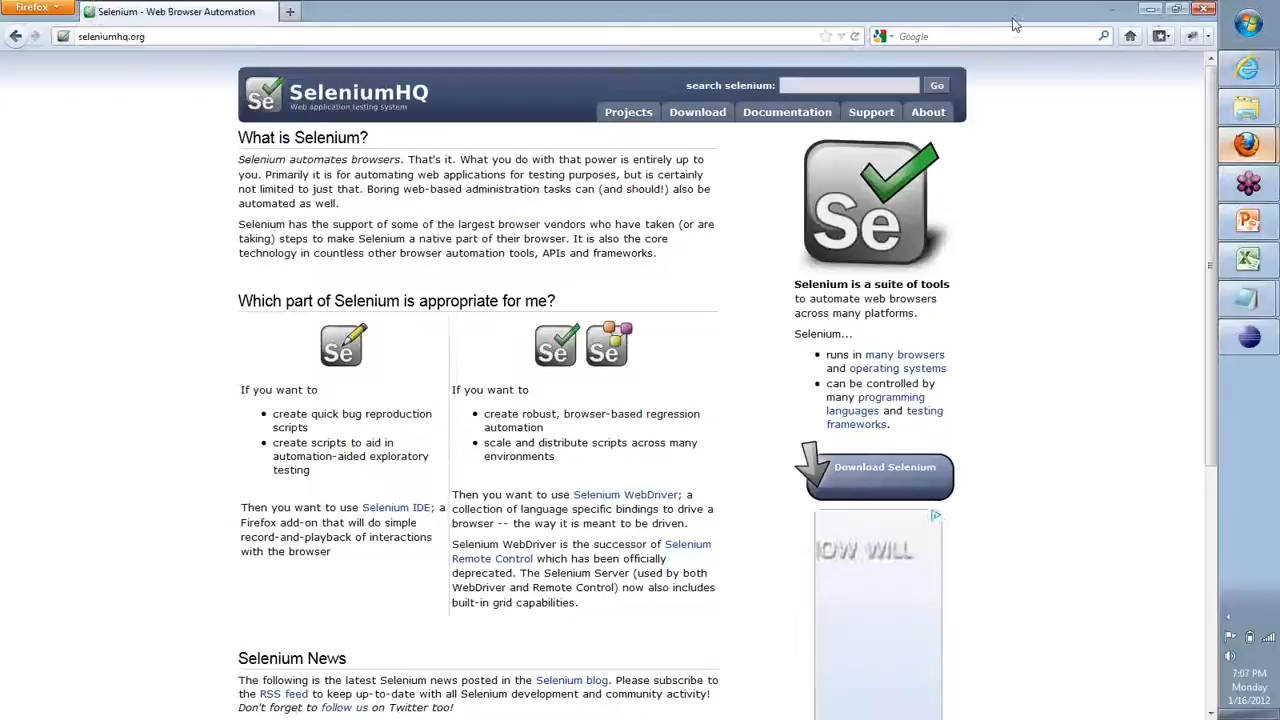 Firefox
Selenium - Web Browser Automation
seleniumhq.org
Google
Se
SeleniumHQ
Web application testing system
search selenium:
Go
Projects
Download
Documentation
Support
About
What is Selenium?
Selenium automates browsers. That's it. What you do with that power is entirely up to
you. Primarily it is for automating web applications for testing purposes, but is certainly
not limited to just that. Boring web-based administration tasks can (and should!) also be
automated as well.
Selenium has the support of some of the largest browser vendors who have taken (or are
taking) steps to make Selenium a native part of their browser. It is also the core
technology in countless other browser automation tools, APIs and frameworks.
Which part of Selenium is appropriate for me?
Se
If you want to
create quick bug reproduction
scripts
create scripts to aid in
automation-aided exploratory
testing
Then you want to use Selenium IDE; a
Firefox add-on that will do simple
record-and-playback of interactions
with the browser
Se
Se
If you want to
create robust, browser-based regression
automation
scale and distribute scripts across many
environments
Then you want to use Selenium WebDriver; a
collection of language specific bindings to drive a
browser -- the way it is meant to be driven.
Selenium WebDriver is the successor of Selenium
Remote Control which has been officially
deprecated. The Selenium Server (used by both
WebDriver and Remote Control) now also includes
built-in grid capabilities.
Selenium News
The following is the latest Selenium news posted in the Selenium blog. Please subscribe to
the RSS feed to keep up-to-date with all Selenium development and community activity!
Don't forget to follow us on Twitter too!
Se
Selenium is a suite of tools
to automate web browsers
across many platforms.
Selenium...
runs in many browsers
and operating systems
can be controlled by
many programming
languages and testing
frameworks.
Download Selenium
HOW WILL
7:07 PM
Monday
1/16/2012